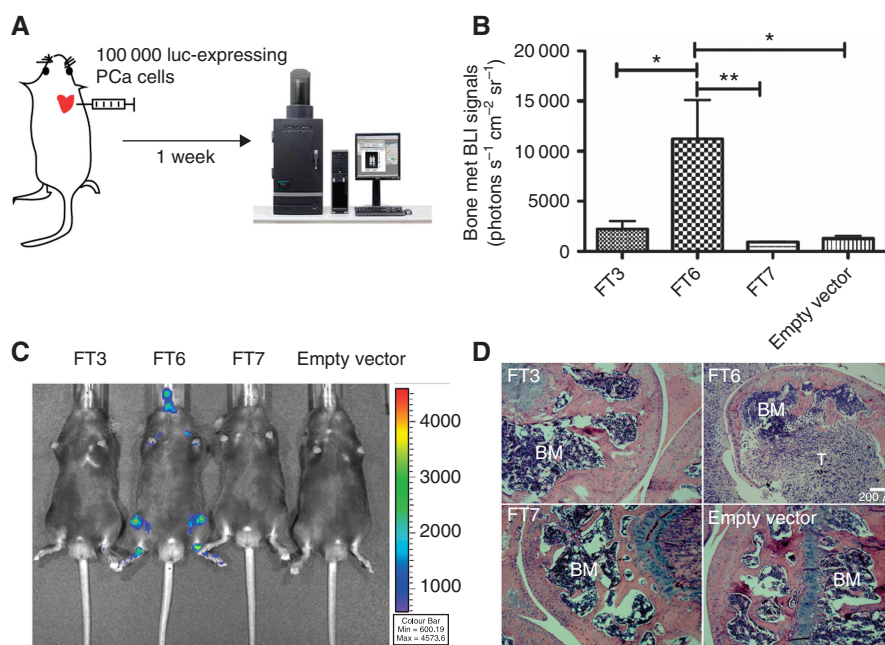 A
100 000 luc-expressing
PCa cells
1 week
B
Bone met BLI signals
(photons s⁻¹ cm⁻² sr⁻¹)
20 000
15 000
10 000
5000
0
*
**
*
FT3
FT6
FT7
Empty vector
C
FT3 FT6 FT7 Empty vector
4000
3000
2000
1000
Colour Bar
Min = 600.19
Max = 4573.6
D
FT3
BM
FT6
BM
T
200
FT7
BM
Empty vector
BM